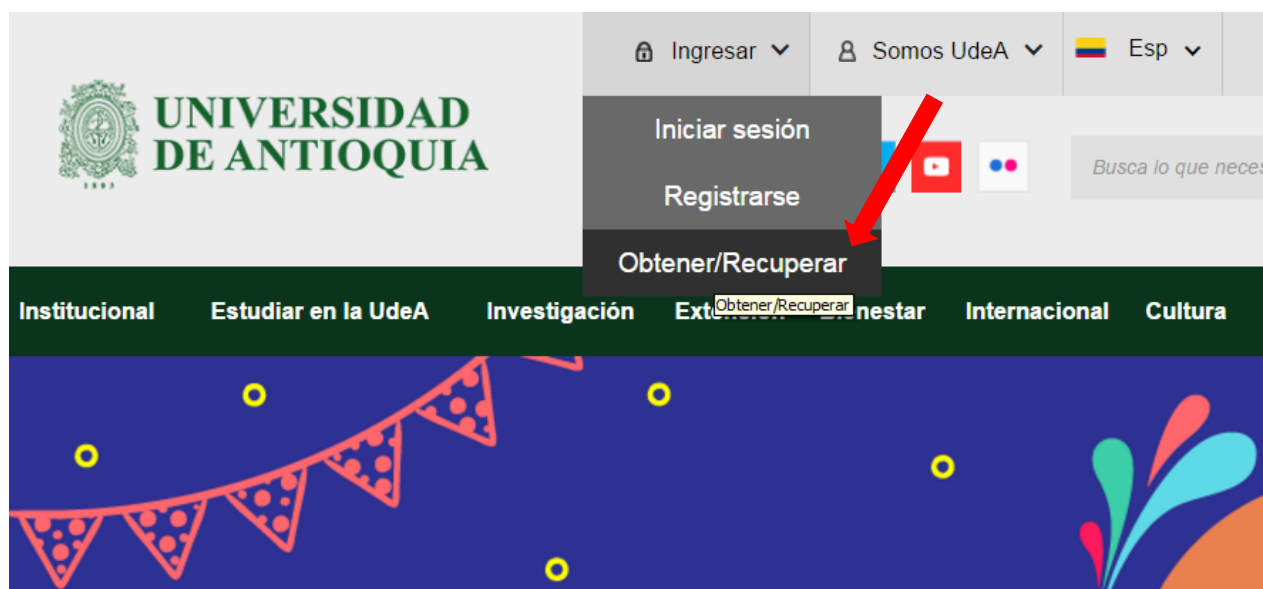 Ingresar
Somos UdeA
Esp
UNIVERSIDAD
DE ANTIOQUIA
1803
Iniciar sesión
Registrarse
Obtener/Recuperar
Busca lo que neces
Obtener/Recuperar
Institucional
Estudiar en la UdeA
Investigación
Internacional
Cultura